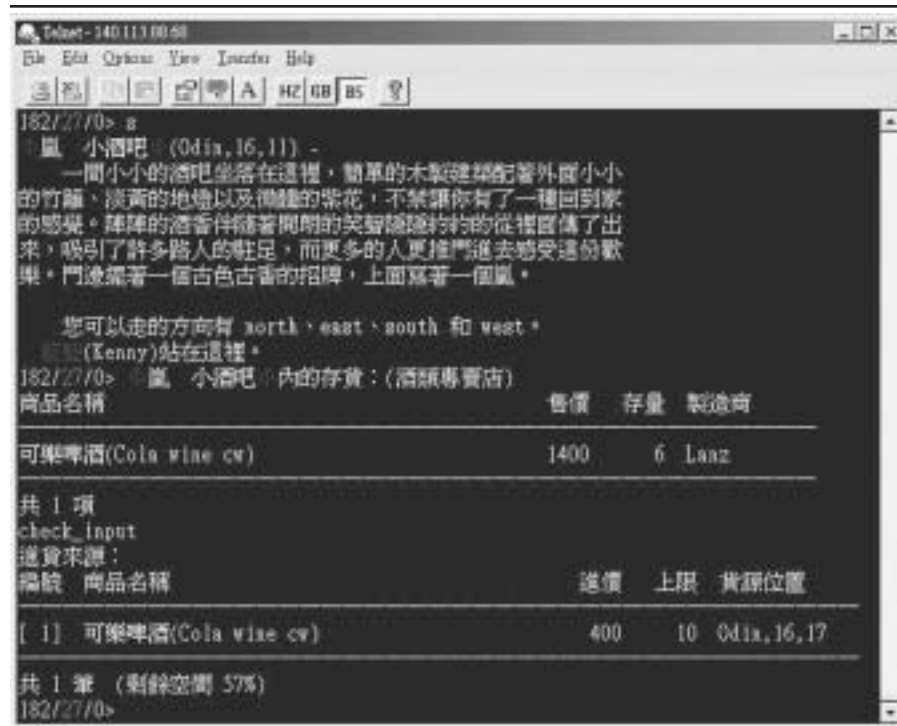 Telnet - 140.113.88.68
File Edit Options View Transfer Help
A HZ GB B5
182/27/0> s
嵐 小酒吧 (Odin,16,11) -
一間小小的酒吧坐落在這裡，簡單的木製建築配著外面小小
的竹籬、淡黃的地燈以及微醺的紫花，不禁讓你有了一種回到家
的感覺。陣陣的酒香伴隨著開朗的笑聲隱隱約約的從裡面傳了出
來，吸引了許多路人的駐足，而更多的人更推門進去感受這份歡
樂。門邊擺著一個古色古香的招牌，上面寫著一個嵐。
您可以走的方向有 north、east、south 和 west。
(Kenny)站在這裡。
182/27/0> 嵐 小酒吧 內的存貨：(酒類專賣店)
商品名稱 售價 存量 製造商
可樂啤酒(Cola wine cw) 1400 6 Lanz
共 1 項
check_input
進貨來源：
編號 商品名稱 進價 上限 貨源位置
[ 1] 可樂啤酒(Cola wine cw) 400 10 Odin,16,17
共 1 筆 (剩餘空間 57%)
182/27/0>